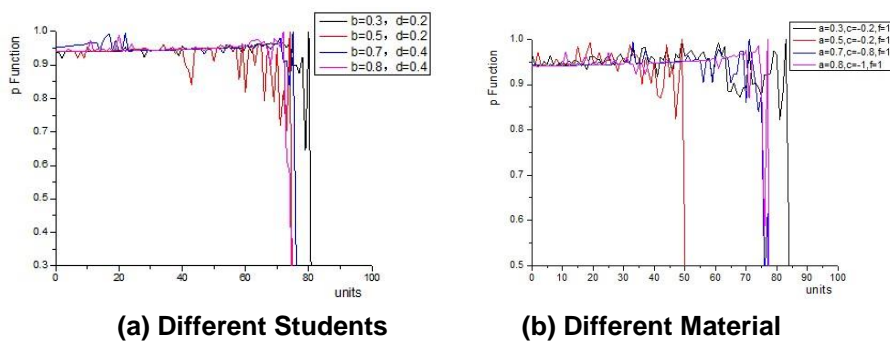 p Function
1.0
0.9
0.8
0.7
0.6
0.5
0.4
0.3
0
20
40
60
80
100
units
b=0.3，d=0.2
b=0.5，d=0.2
b=0.7，d=0.4
b=0.8，d=0.4
(a) Different Students
p Function
1.0
0.9
0.8
0.7
0.6
0.5
0
10
20
30
40
50
60
70
80
90
100
units
a=0.3,c=-0.2,f=1
a=0.5,c=-0.2,f=1
a=0.7,c=-0.8,f=1
a=0.8,c=-1,f=1
(b) Different Material